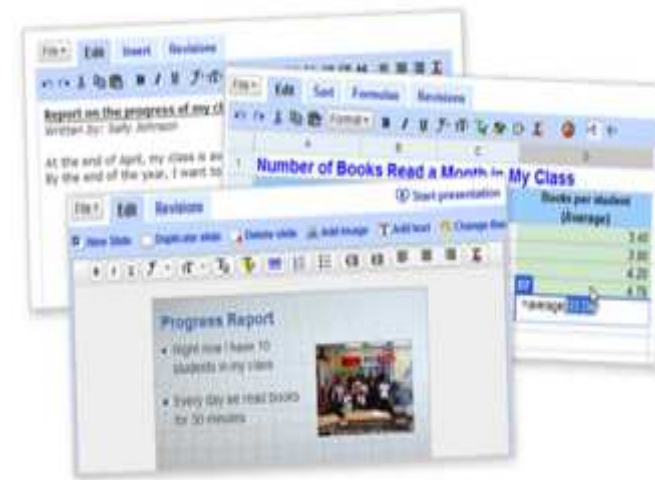 File Edit Insert Revisions
B I U
Report on the progress of my cl
Written by: Sally Johnson
At the end of April, my class is av
By the end of the year, I want to
File Edit Sort Formulas Revisions
Format B I U
A B C D
1 Number of Books Read a Month in My Class
Books per student
(Average)
3.40
3.80
4.20
4.75
=average(
Start presentation
File Edit Revisions
New Slide Duplicate slide Delete slide Add image Add text Change
Progress Report
• Right now I have 10
students in my class
• Every day we read books
for 30 minutes